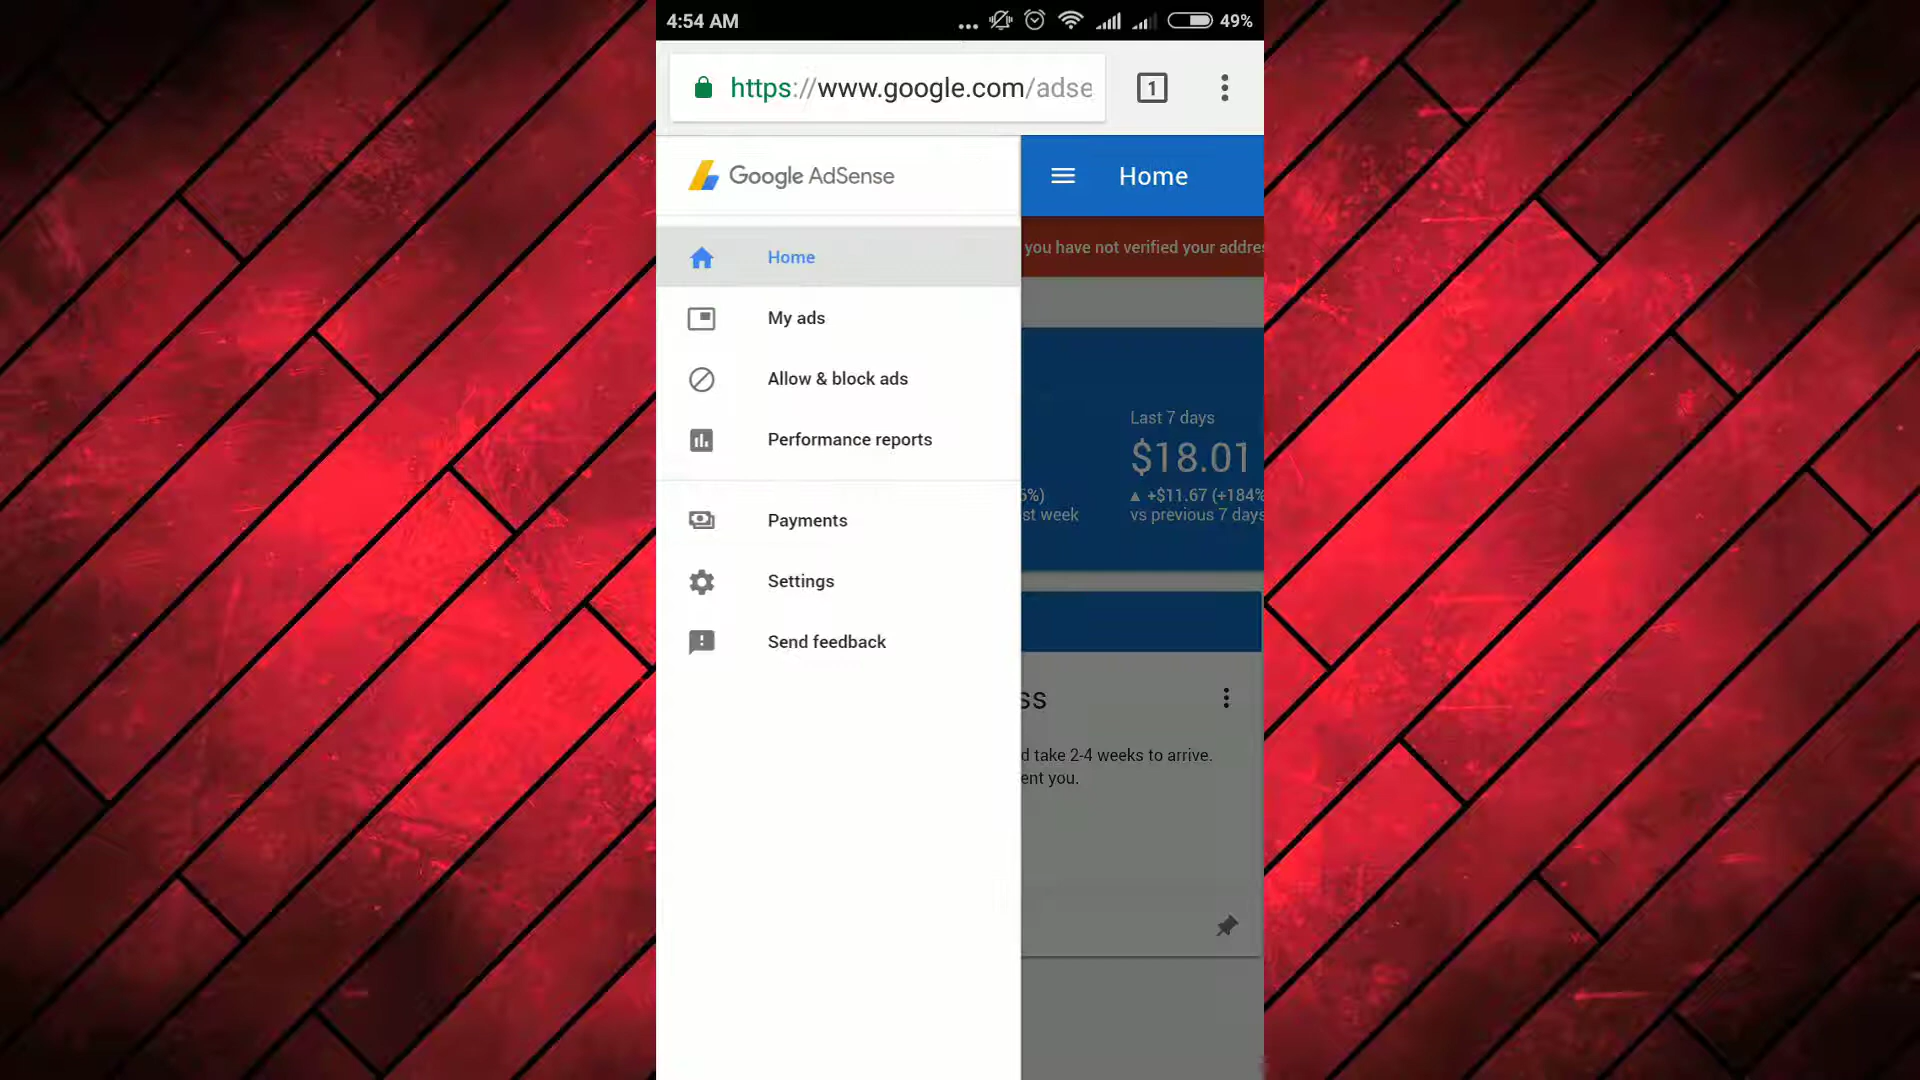 4:54 AM
49%
https://www.google.com/adse
1
Google AdSense
Home
Home
you have not verified your addre
My ads
Allow & block ads
Performance reports
Last 7 days
$18.01
+$11.67 (+184%
vs previous 7 days
%)
st week
Payments
Settings
Send feedback
ss
d take 2-4 weeks to arrive.
ent you.